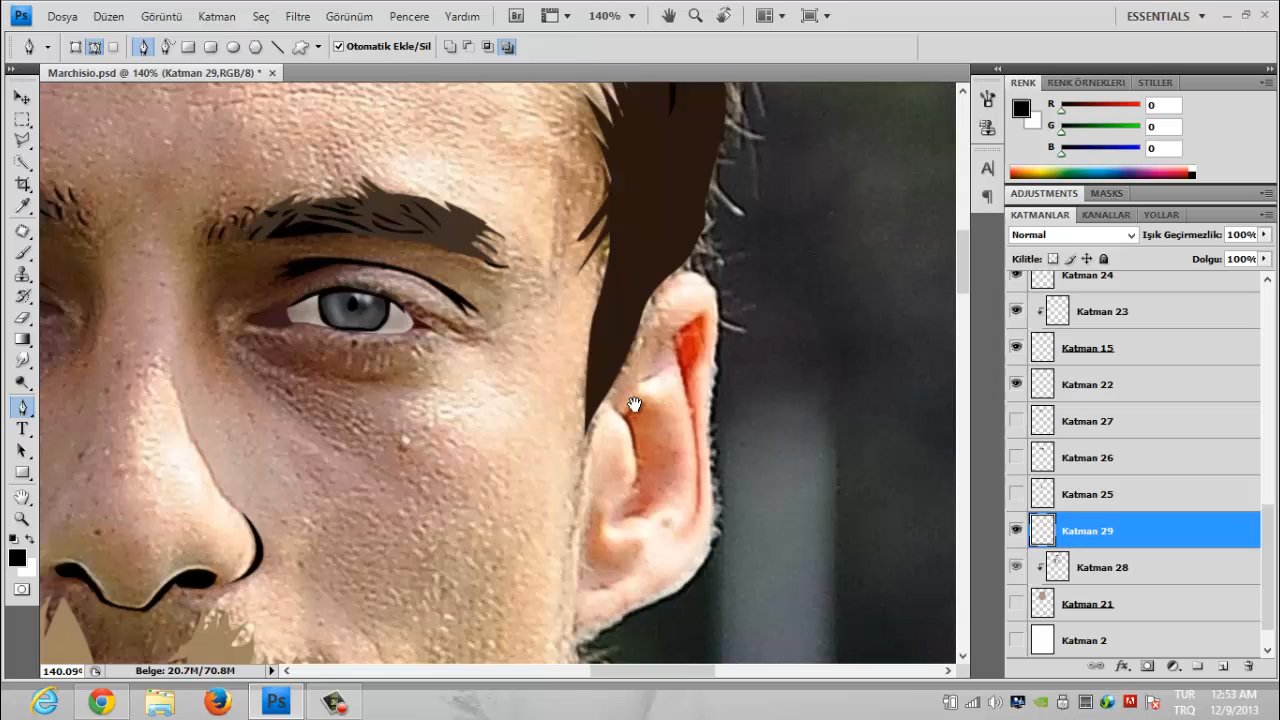 Ps Dosya Düzen Görüntü Katman Seç Filtre Görünüm Pencere Yardım Br 140% ESSENTIALS
Otomatik Ekle/Sil
Marchisio.psd @ 140% (Katman 29,RGB/8) *
RENK RENK ÖRNEKLERİ STİLLER
R 0
G 0
B 0
ADJUSTMENTS MASKS
KATMANLAR KANALLAR YOLLAR
Normal Işık Geçirmezlik: 100%
Kilitle: Dolgu: 100%
Katman 24
Katman 23
Katman 15
Katman 22
Katman 27
Katman 26
Katman 25
Katman 29
Katman 28
Katman 21
Katman 2
140.09% Belge: 20.7M/70.8M
Ps
TUR
TRQ
12:53 AM
12/9/2013